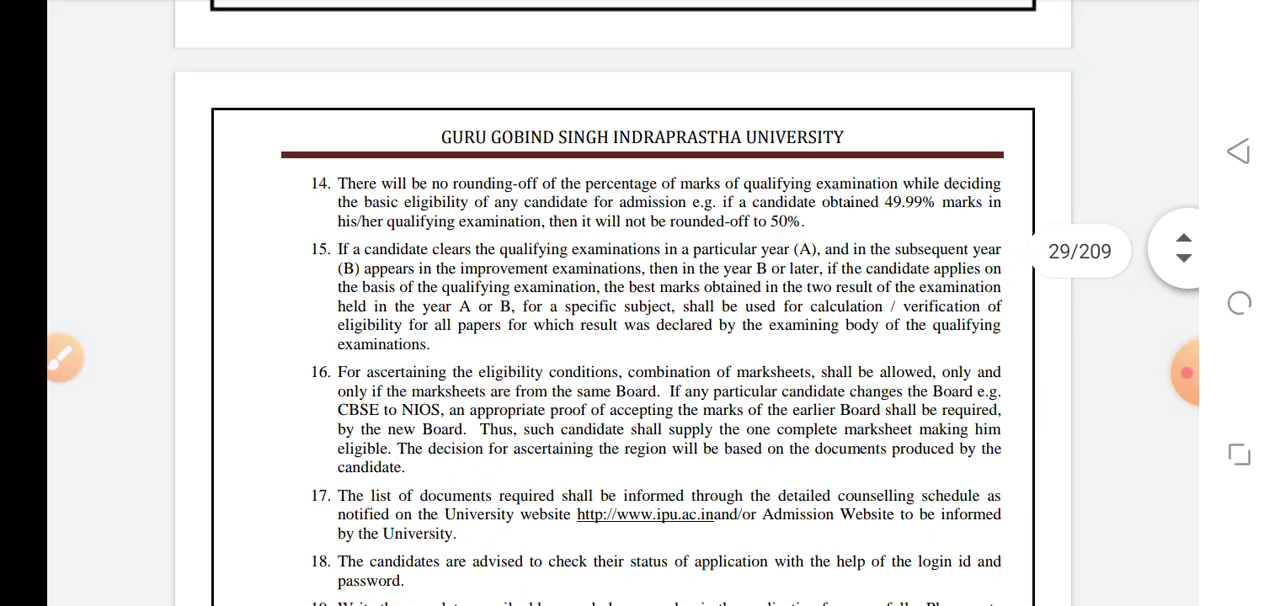 GURU GOBIND SINGH INDRAPRASTHA UNIVERSITY
14. There will be no rounding-off of the percentage of marks of qualifying examination while deciding
the basic eligibility of any candidate for admission e.g. if a candidate obtained 49.99% marks in
his/her qualifying examination, then it will not be rounded-off to 50%.
15. If a candidate clears the qualifying examinations in a particular year (A), and in the subsequent year
(B) appears in the improvement examinations, then in the year B or later, if the candidate applies on
the basis of the qualifying examination, the best marks obtained in the two result of the examination
held in the year A or B, for a specific subject, shall be used for calculation / verification of
eligibility for all papers for which result was declared by the examining body of the qualifying
examinations.
16. For ascertaining the eligibility conditions, combination of marksheets, shall be allowed, only and
only if the marksheets are from the same Board. If any particular candidate changes the Board e.g.
CBSE to NIOS, an appropriate proof of accepting the marks of the earlier Board shall be required,
by the new Board. Thus, such candidate shall supply the one complete marksheet making him
eligible. The decision for ascertaining the region will be based on the documents produced by the
candidate.
17. The list of documents required shall be informed through the detailed counselling schedule as
notified on the University website http://www.ipu.ac.inand/or Admission Website to be informed
by the University.
18. The candidates are advised to check their status of application with the help of the login id and
password.
29/209